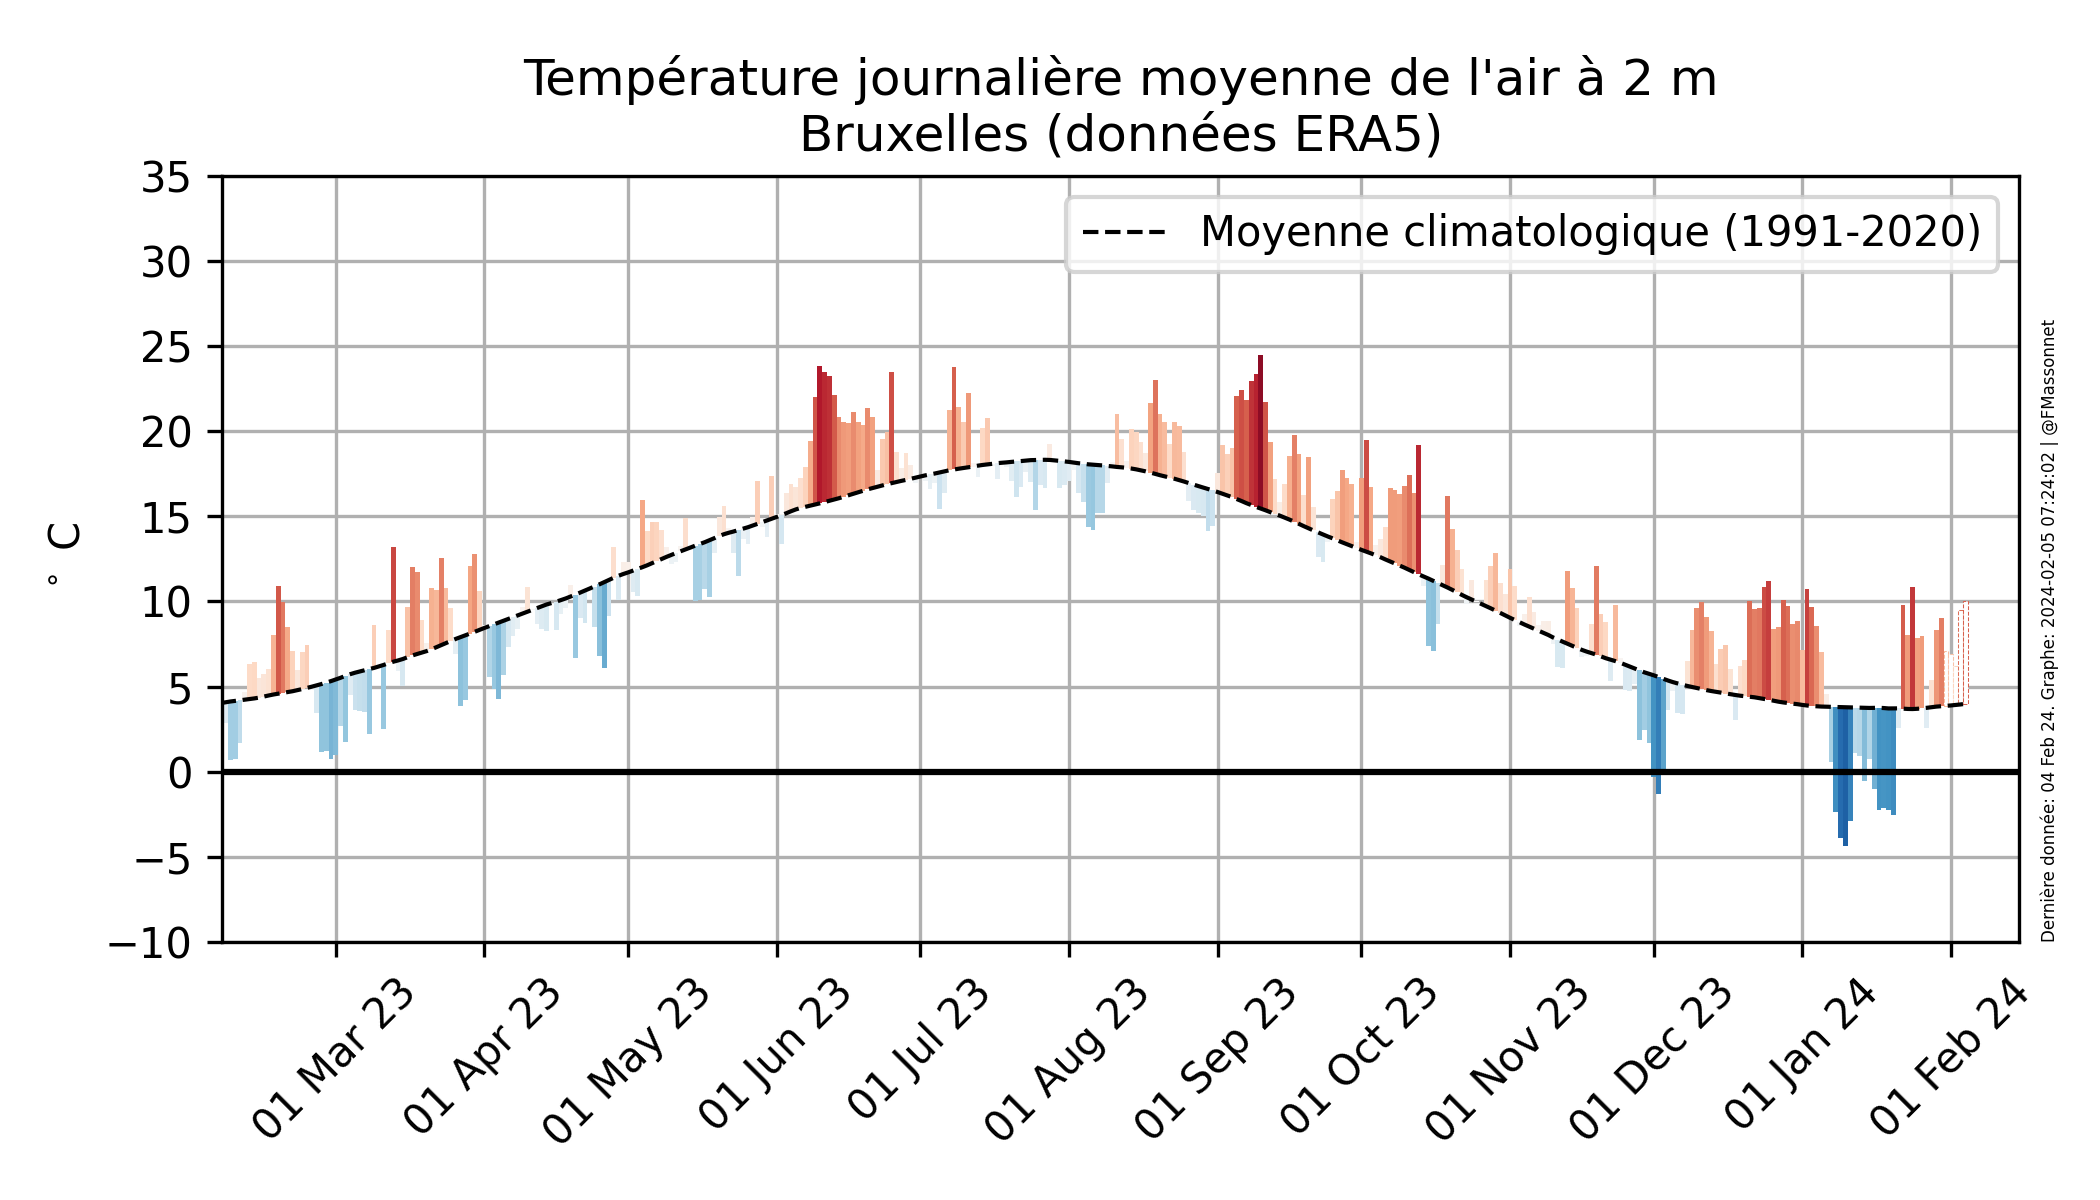 Température journalière moyenne de l'air à 2 m
Bruxelles (données ERA5)
35
30
25
20
15
10
5
0
−5
−10
° C
Moyenne climatologique (1991-2020)
01 Mar 23
01 Apr 23
01 May 23
01 Jun 23
01 Jul 23
01 Aug 23
01 Sep 23
01 Oct 23
01 Nov 23
01 Dec 23
01 Jan 24
01 Feb 24
Dernière donnée: 04 Feb 24. Graphe: 2024-02-05 07:24:02 | @FMassonnet